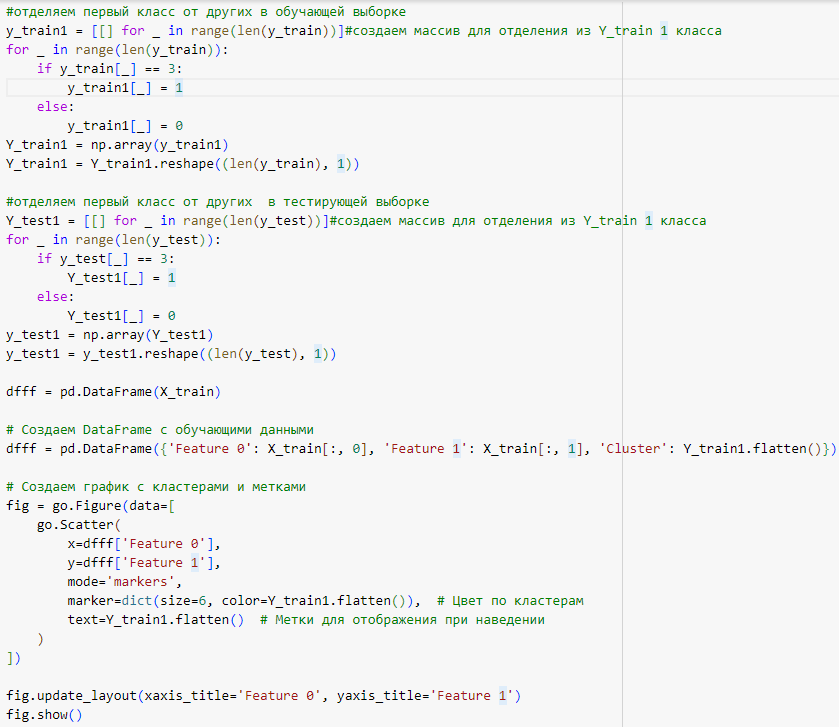 #отделяем первый класс от других в обучающей выборке
y_train1 = [[] for _ in range(len(y_train))]#создаем массив для отделения из Y_train 1 класса
for _ in range(len(y_train)):
    if y_train[_] == 3:
        y_train1[_] = 1
    else:
        y_train1[_] = 0
Y_train1 = np.array(y_train1)
Y_train1 = Y_train1.reshape((len(y_train), 1))

#отделяем первый класс от других  в тестирующей выборке
Y_test1 = [[] for _ in range(len(y_test))]#создаем массив для отделения из Y_train 1 класса
for _ in range(len(y_test)):
    if y_test[_] == 3:
        Y_test1[_] = 1
    else:
        Y_test1[_] = 0
y_test1 = np.array(Y_test1)
y_test1 = y_test1.reshape((len(y_test), 1))

dfff = pd.DataFrame(X_train)

# Создаем DataFrame с обучающими данными
dfff = pd.DataFrame({'Feature 0': X_train[:, 0], 'Feature 1': X_train[:, 1], 'Cluster': Y_train1.flatten()})

# Создаем график с кластерами и метками
fig = go.Figure(data=[
    go.Scatter(
        x=dfff['Feature 0'],
        y=dfff['Feature 1'],
        mode='markers',
        marker=dict(size=6, color=Y_train1.flatten()),  # Цвет по кластерам
        text=Y_train1.flatten()  # Метки для отображения при наведении
    )
])

fig.update_layout(xaxis_title='Feature 0', yaxis_title='Feature 1')
fig.show()